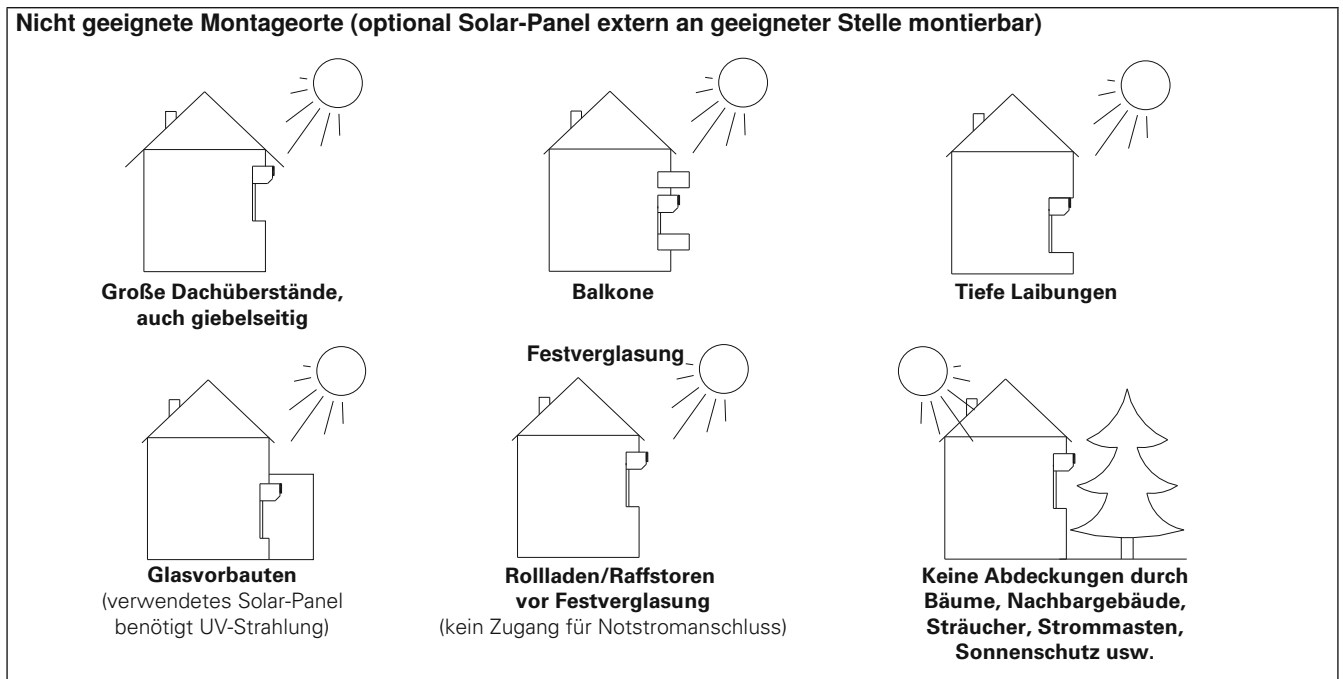 Nicht geeignete Montageorte (optional Solar-Panel extern an geeigneter Stelle montierbar)
Große Dachüberstände,
auch giebelseitig
Balkone
Tiefe Laibungen
Festverglasung
Glasvorbauten
(verwendetes Solar-Panel
benötigt UV-Strahlung)
Rollladen/Raffstoren
vor Festverglasung
(kein Zugang für Notstromanschluss)
Keine Abdeckungen durch
Bäume, Nachbargebäude,
Sträucher, Strommasten,
Sonnenschutz usw.